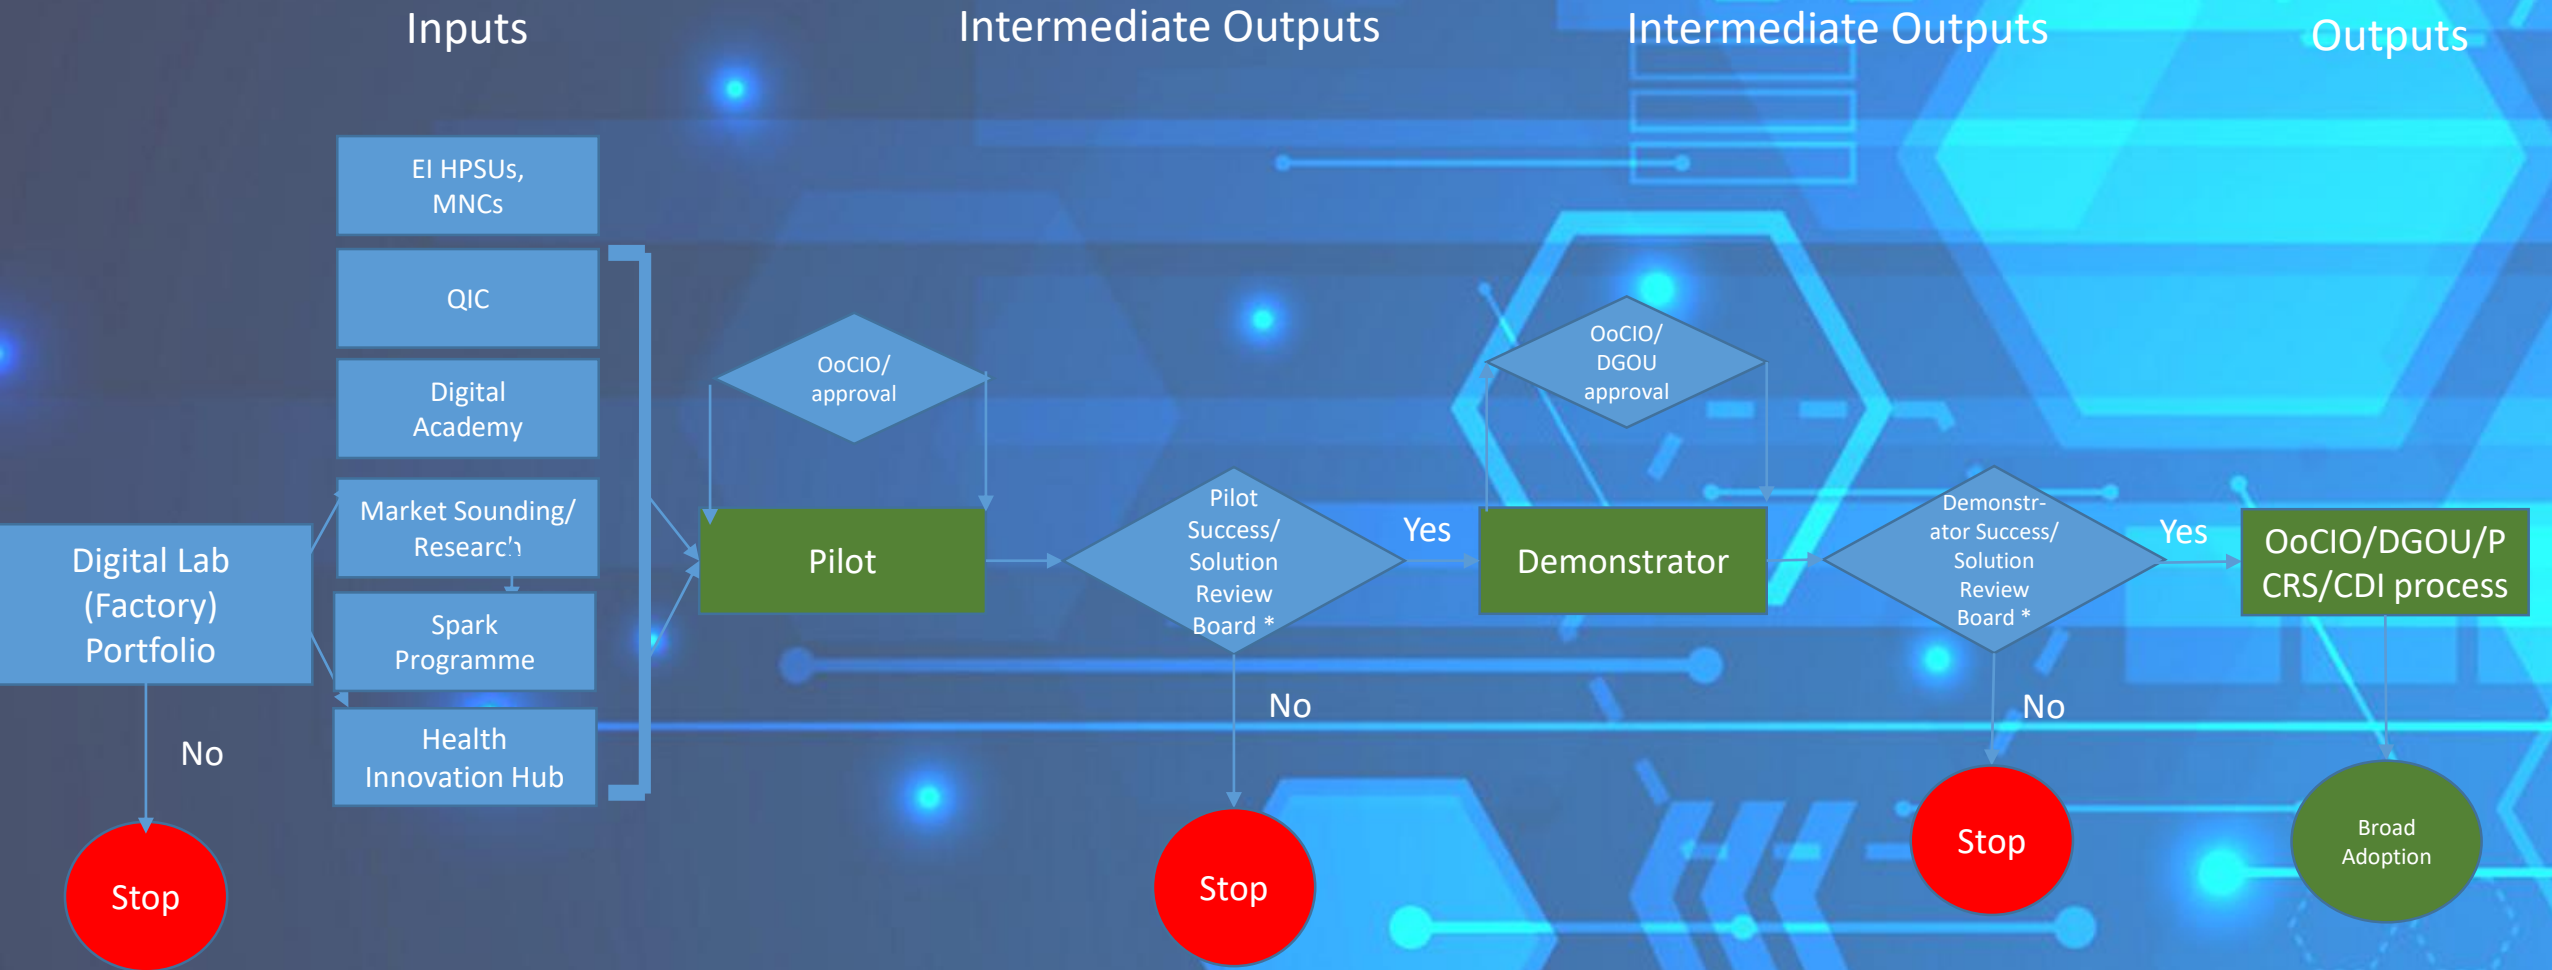 Inputs
Intermediate Outputs
Intermediate Outputs
Outputs
EI HPSUs,
MNCs
QIC
Digital
Academy
Market Sounding/
Research
Spark
Programme
Health
Innovation Hub
Digital Lab
(Factory)
Portfolio
No
Stop
OoCIO/
approval
Pilot
Pilot
Success/
Solution
Review
Board *
Yes
No
Stop
OoCIO/
DGOU
approval
Demonstrator
Demonstr-
ator Success/
Solution
Review
Board *
Yes
No
Stop
OoCIO/DGOU/P
CRS/CDI process
Broad
Adoption